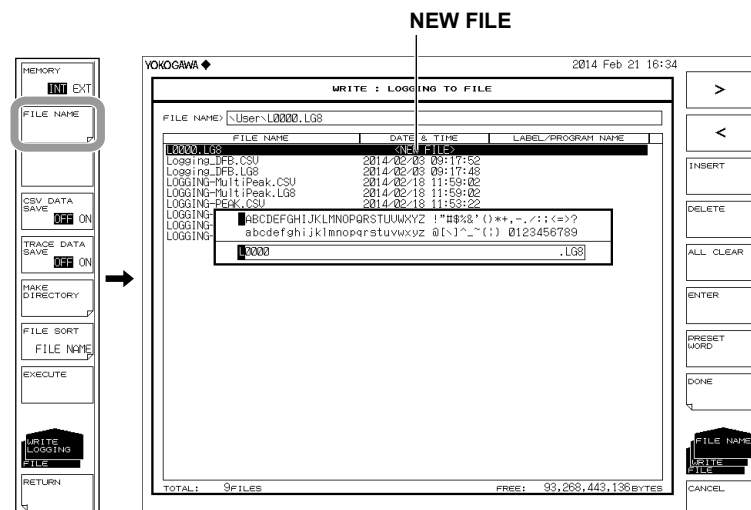 NEW FILE
MEMORY
INT EXT
FILE NAME
CSV DATA
SAVE
OFF ON
TRACE DATA
SAVE
OFF ON
MAKE
DIRECTORY
FILE SORT
FILE NAME
EXECUTE
WRITE
LOGGING
FILE
RETURN
YOKOGAWA ◆ 2014 Feb 21 16:34
WRITE : LOGGING TO FILE
FILE NAME> \User\L0000.LG8
FILE NAME DATE & TIME LABEL/PROGRAM NAME
L0000.LG8 <NEW FILE>
Logging_DFB.CSV 2014/02/03 09:17:52
Logging_DFB.LG8 2014/02/03 09:17:48
LOGGING-MultiPeak.CSV 2014/02/18 11:59:02
LOGGING-MultiPeak.LG8 2014/02/18 11:59:02
LOGGING-PEAK.CSV 2014/02/18 11:53:22
LOGGING-
LOGGING-
LOGGING-
ABCDEFGHIJKLMNOPQRSTUVWXYZ !"#$%&'()*+,-./:;<=>?
abcdefghijklmnopqrstuvwxyz @[\]^_~{¦} 0123456789
L0000 .LG8
TOTAL: 9FILES FREE: 93,268,443,136BYTES
>
<
INSERT
DELETE
ALL CLEAR
ENTER
PRESET
WORD
DONE
FILE NAME
WRITE
FILE
CANCEL